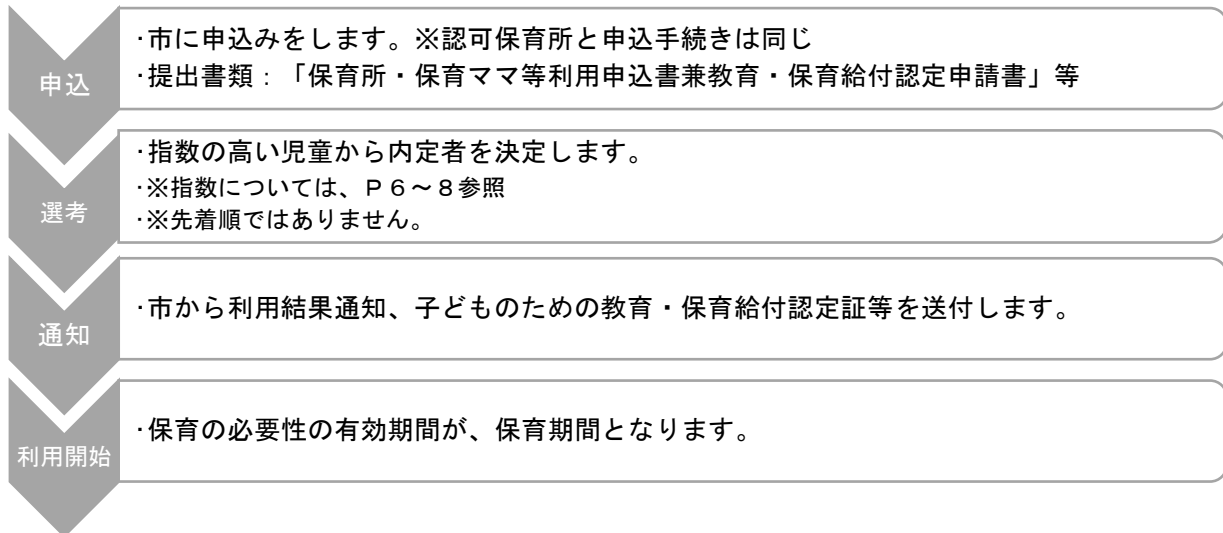 申込
·市に申込みをします。※認可保育所と申込手続きは同じ
·提出書類：「保育所・保育ママ等利用申込書兼教育・保育給付認定申請書」等
選考
·指数の高い児童から内定者を決定します。
·※指数については、Ｐ６～８参照
·※先着順ではありません。
通知
·市から利用結果通知、子どものための教育・保育給付認定証等を送付します。
利用開始
·保育の必要性の有効期間が、保育期間となります。